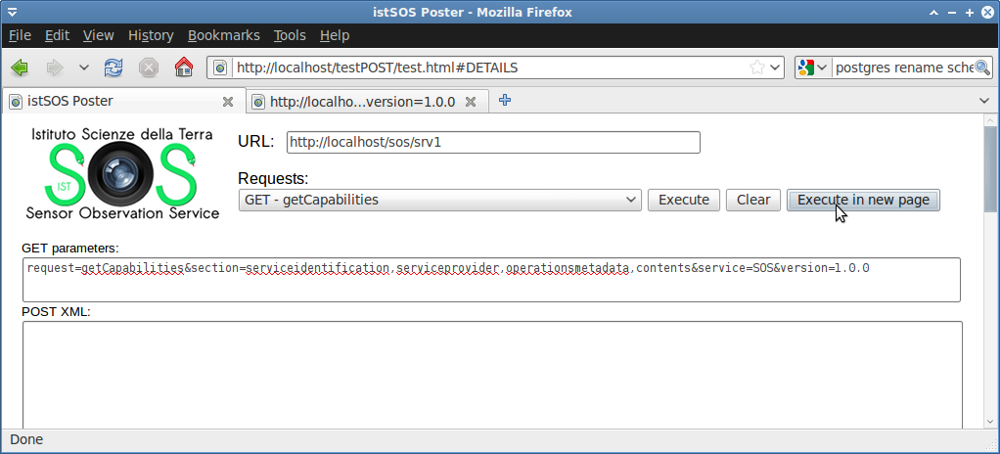 istSOS Poster - Mozilla Firefox
File Edit View History Bookmarks Tools Help
http://localhost/testPOST/test.html#DETAILS
postgres rename sche
istSOS Poster
http://localho...version=1.0.0
Istituto Scienze della Terra
SOS
IST
Sensor Observation Service
URL: http://localhost/sos/srv1
Requests:
GET - getCapabilities Execute Clear Execute in new page
GET parameters:
request=getCapabilities&section=serviceidentification,serviceprovider,operationsmetadata,contents&service=SOS&version=1.0.0
POST XML:
Done